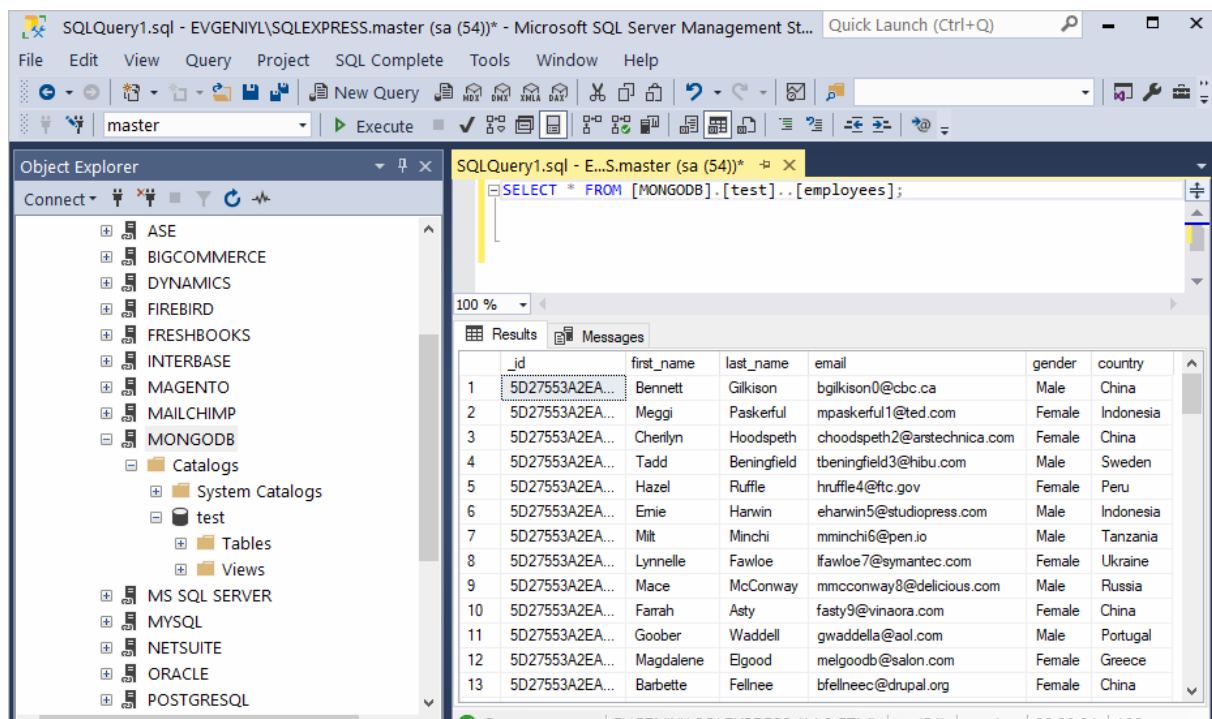 SQLQuery1.sql - EVGENIYL\SQLEXPRESS.master (sa (54))* - Microsoft SQL Server Management St... Quick Launch (Ctrl+Q)
File Edit View Query Project SQL Complete Tools Window Help
New Query MDX DMX XMLA DAX
master Execute
Object Explorer
Connect
ASE
BIGCOMMERCE
DYNAMICS
FIREBIRD
FRESHBOOKS
INTERBASE
MAGENTO
MAILCHIMP
MONGODB
Catalogs
System Catalogs
test
Tables
Views
MS SQL SERVER
MYSQL
NETSUITE
ORACLE
POSTGRESQL
SQLQuery1.sql - E...S.master (sa (54))*
SELECT * FROM [MONGODB].[test]..[employees];
100 %
Results Messages
_id first_name last_name email gender country
1 5D27553A2EA... Bennett Gilkison bgilkison0@cbc.ca Male China
2 5D27553A2EA... Meggi Paskerful mpaskerful1@ted.com Female Indonesia
3 5D27553A2EA... Cherilyn Hoodspeth choodspeth2@arstechnica.com Female China
4 5D27553A2EA... Tadd Beningfield tbeningfield3@hibu.com Male Sweden
5 5D27553A2EA... Hazel Ruffle hruffle4@ftc.gov Female Peru
6 5D27553A2EA... Ernie Harwin eharwin5@studiopress.com Male Indonesia
7 5D27553A2EA... Milt Minchi mminchi6@pen.io Male Tanzania
8 5D27553A2EA... Lynnelle Fawloe lfawloe7@symantec.com Female Ukraine
9 5D27553A2EA... Mace McConway mmcconway8@delicious.com Male Russia
10 5D27553A2EA... Farrah Asty fasty9@vinaora.com Female China
11 5D27553A2EA... Goober Waddell gwaddella@aol.com Male Portugal
12 5D27553A2EA... Magdalene Elgood melgoodb@salon.com Female Greece
13 5D27553A2EA... Barbette Fellnee bfellneec@drupal.org Female China